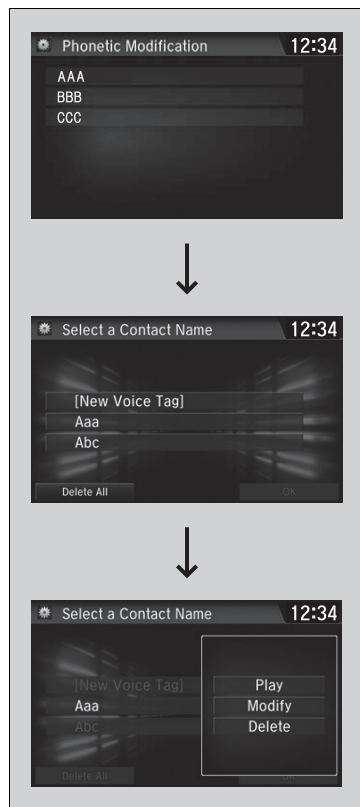 Phonetic Modification 12:34
AAA
BBB
CCC
Select a Contact Name 12:34
[New Voice Tag]
Aaa
Abc
Delete All OK
Select a Contact Name 12:34
[New Voice Tag] Play
Aaa Modify
Abc Delete
Delete All OK